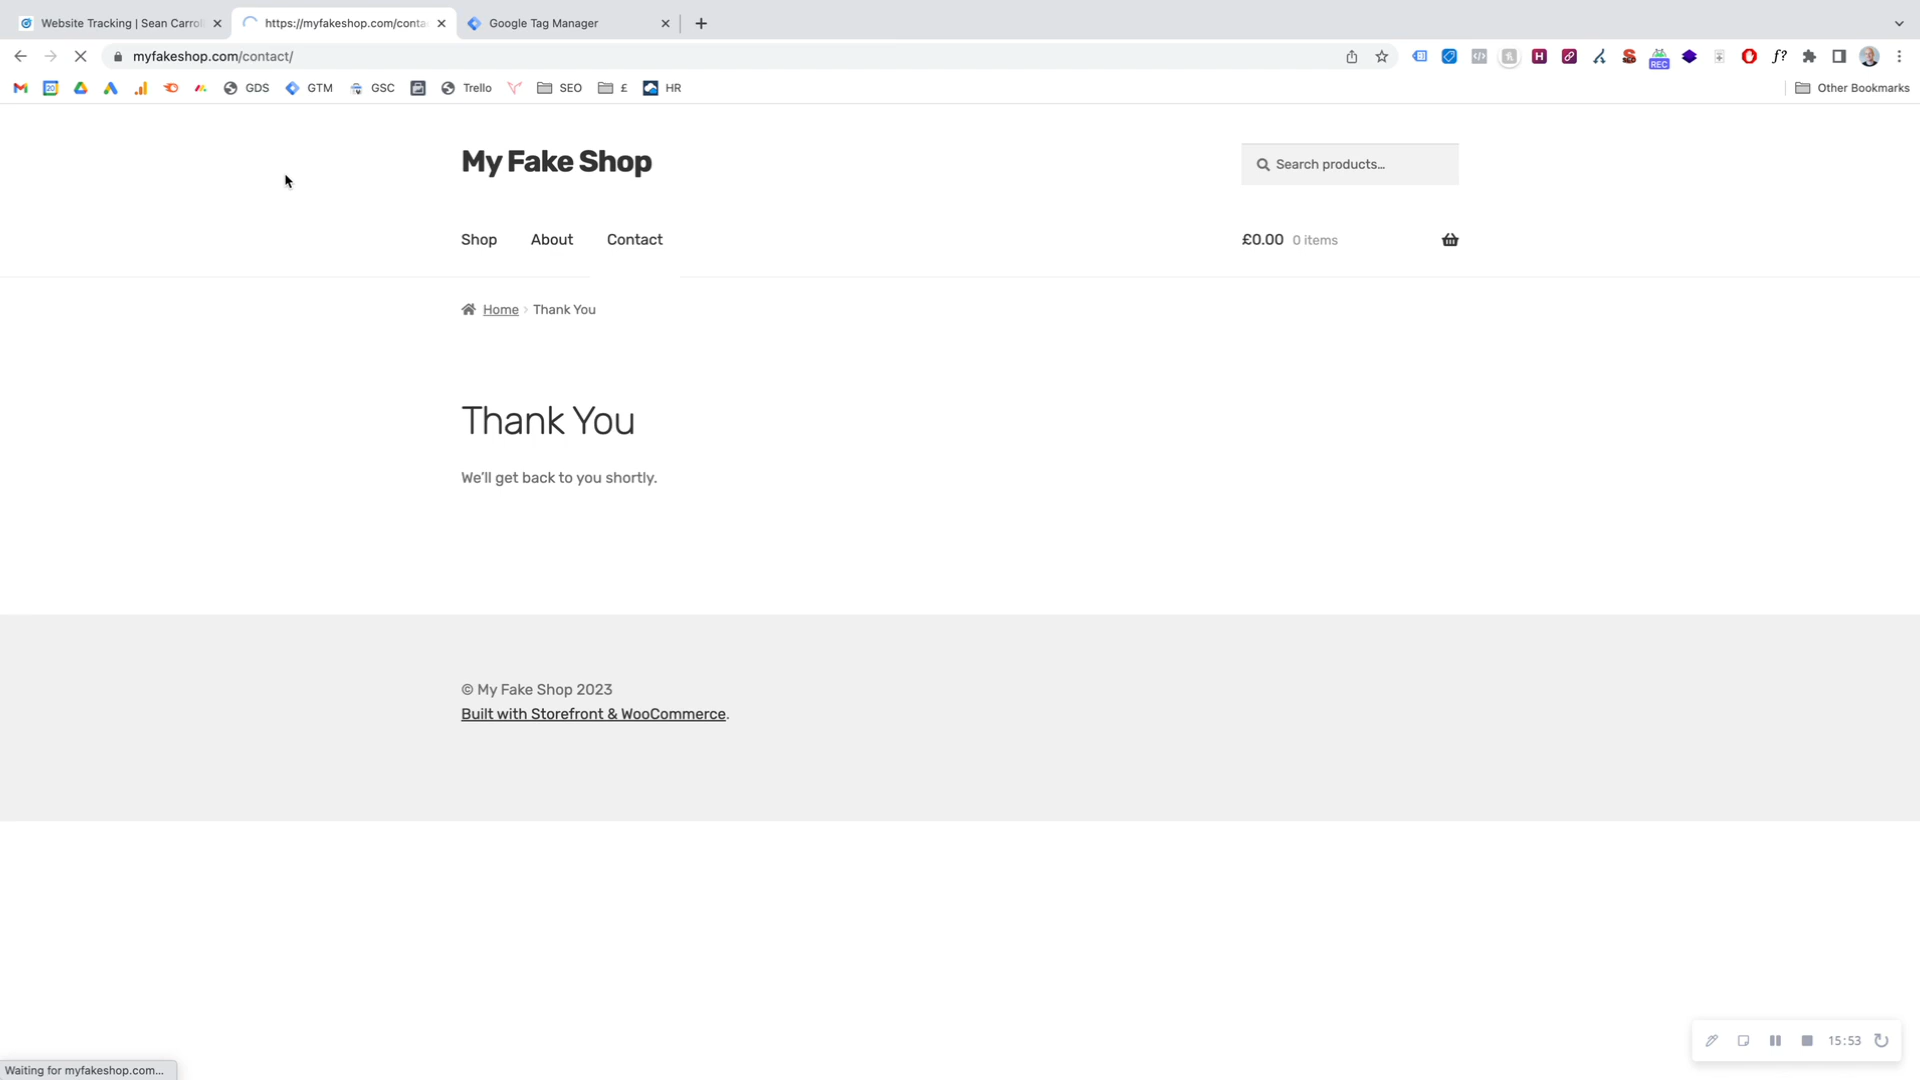 Website Tracking | Sean Carrol
https://myfakeshop.com/conta
Google Tag Manager
myfakeshop.com/contact/
GDS
GTM
GSC
Trello
SEO
£
HR
Other Bookmarks
REC
f?
My Fake Shop
Search products...
Shop
About
Contact
£0.00 0 items
Home > Thank You
Thank You
We'll get back to you shortly.
© My Fake Shop 2023
Built with Storefront & WooCommerce.
15:53
Waiting for myfakeshop.com...